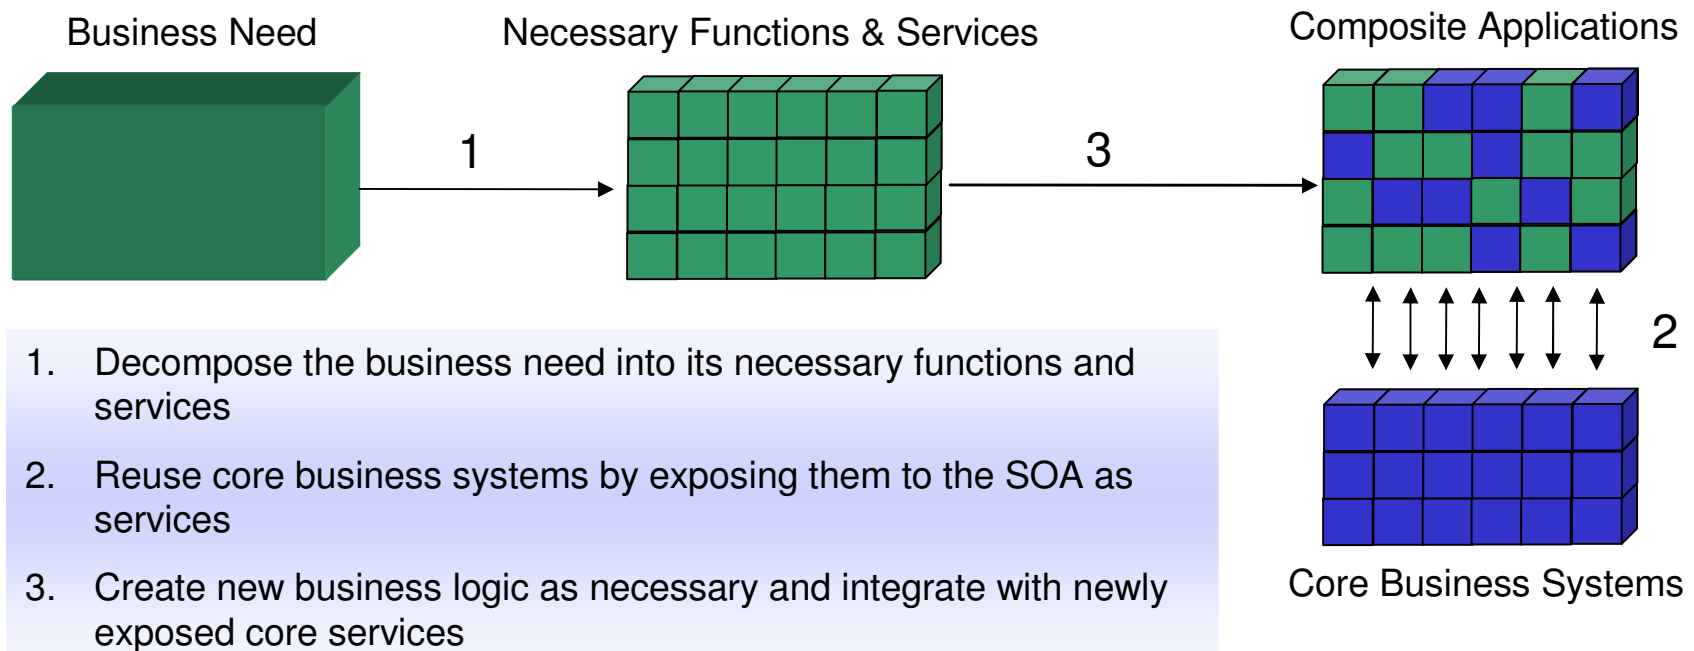 Business Need
Necessary Functions & Services
Composite Applications
1
3
2
Core Business Systems
1. Decompose the business need into its necessary functions and
services
2. Reuse core business systems by exposing them to the SOA as
services
3. Create new business logic as necessary and integrate with newly
exposed core services